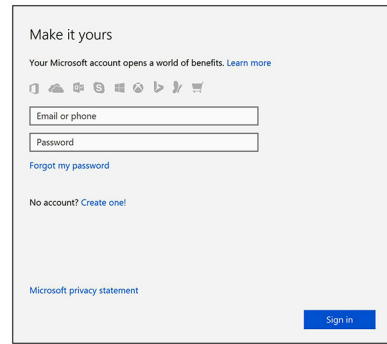 Make it yours
Your Microsoft account opens a world of benefits. Learn more
Email or phone
Password
Forgot my password
No account? Create one!
Microsoft privacy statement
Sign in